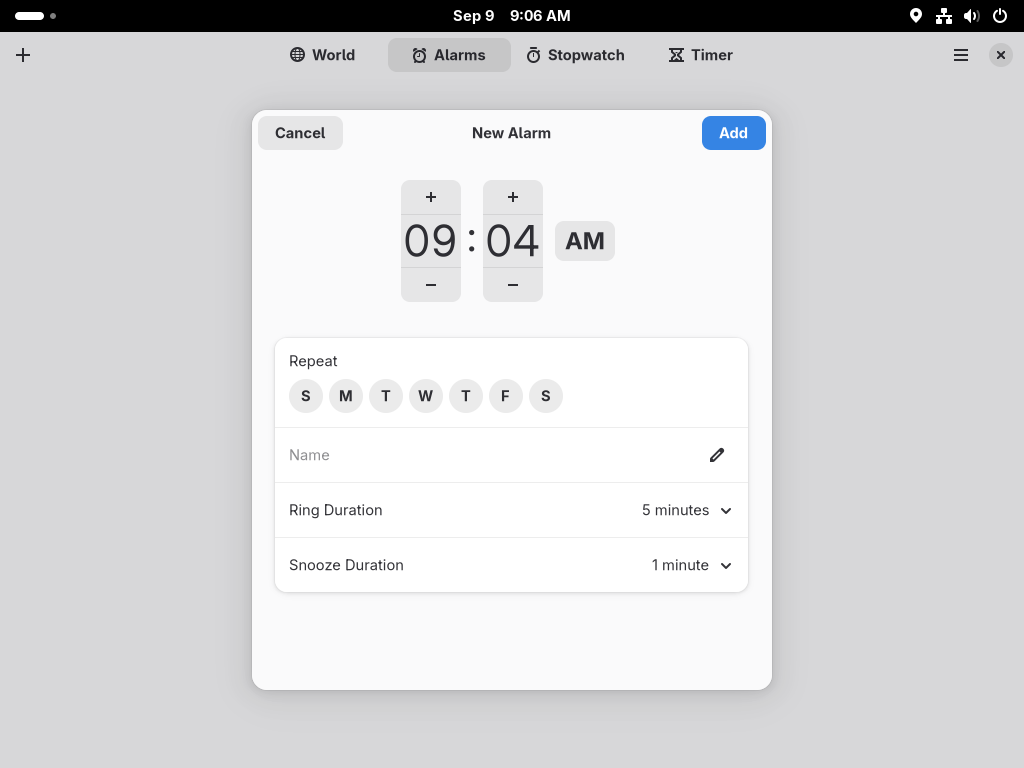 Sep 9 9:06 AM
World Alarms Stopwatch Timer
Cancel New Alarm Add
+ +
09 : 04 AM
− −
Repeat
S M T W T F S
Name
Ring Duration 5 minutes
Snooze Duration 1 minute